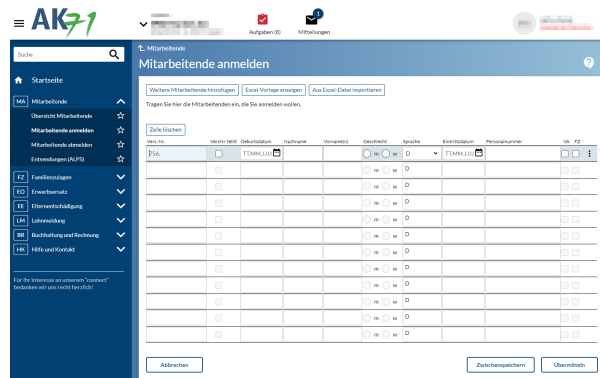 AK71
Aufgaben (0)
1
Mitteilungen
Suche
Startseite
MA Mitarbeitende
Übersicht Mitarbeitende
Mitarbeitende anmelden
Mitarbeitende abmelden
Entsendungen (ALPS)
FZ Familienzulagen
EO Erwerbsersatz
EE Elternentschädigung
LM Lohnmeldung
BR Buchhaltung und Rechnung
HK Hilfe und Kontakt
Für Ihr Interesse an unserem "connect"
bedanken wir uns recht herzlich!
Mitarbeitende
Mitarbeitende anmelden
Weitere Mitarbeitende hinzufügen Excel-Vorlage anzeigen Aus Excel-Datei importieren
Tragen Sie hier die Mitarbeitenden ein, die Sie anmelden wollen.
Zeile löschen
Vers.-Nr. VersNr. fehlt Geburtsdatum Nachname Vorname(n) Geschlecht Sprache Eintrittsdatum Personalnummer VA FZ
756. TT.MM.JJJJ m w D TT.MM.JJJJ
m w D
m w D
m w D
m w D
m w D
m w D
m w D
m w D
m w D
m w D
m w D
Abbrechen Zwischenspeichern Übermitteln